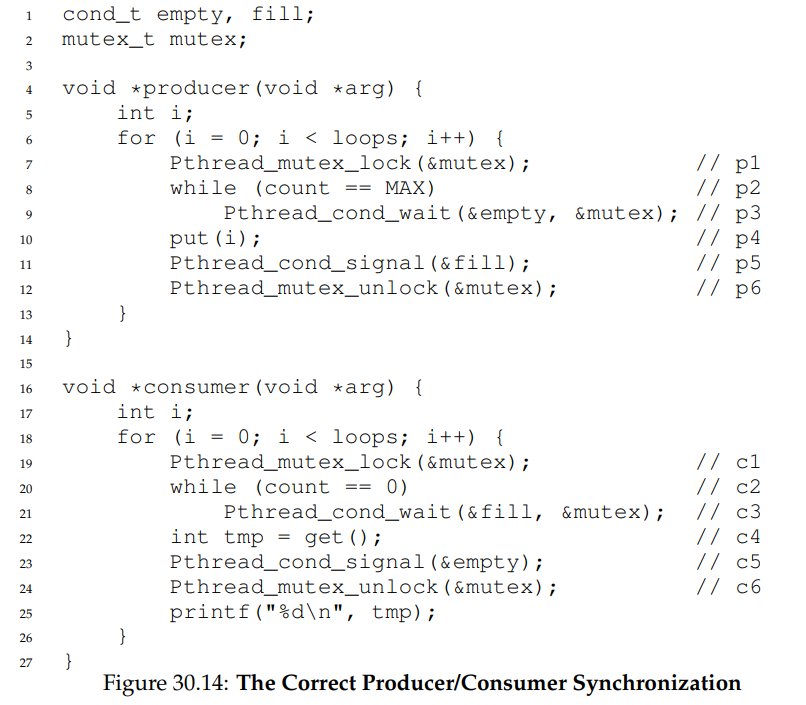 1 cond_t empty, fill;
2 mutex_t mutex;
3
4 void *producer(void *arg) {
5     int i;
6     for (i = 0; i < loops; i++) {
7         Pthread_mutex_lock(&mutex);           // p1
8         while (count == MAX)                  // p2
9             Pthread_cond_wait(&empty, &mutex); // p3
10         put(i);                               // p4
11         Pthread_cond_signal(&fill);           // p5
12         Pthread_mutex_unlock(&mutex);         // p6
13     }
14 }
15
16 void *consumer(void *arg) {
17     int i;
18     for (i = 0; i < loops; i++) {
19         Pthread_mutex_lock(&mutex);           // c1
20         while (count == 0)                    // c2
21             Pthread_cond_wait(&fill, &mutex);  // c3
22         int tmp = get();                      // c4
23         Pthread_cond_signal(&empty);          // c5
24         Pthread_mutex_unlock(&mutex);         // c6
25         printf("%d\n", tmp);
26     }
27 }
Figure 30.14: The Correct Producer/Consumer Synchronization